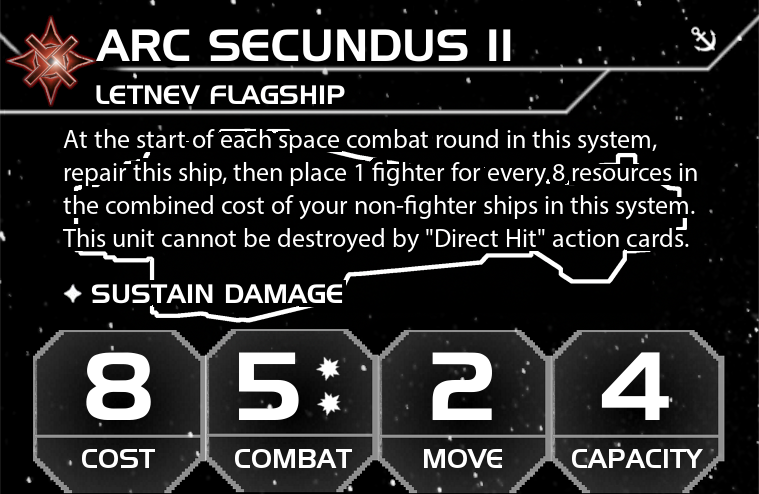 ARC SECUNDUS II
LETNEV FLAGSHIP
At the start of each space combat round in this system,
repair this ship, then place 1 fighter for every 8 resources in
the combined cost of your non-fighter ships in this system.
This unit cannot be destroyed by "Direct Hit" action cards.
SUSTAIN DAMAGE
8 5 2 4
COST COMBAT MOVE CAPACITY